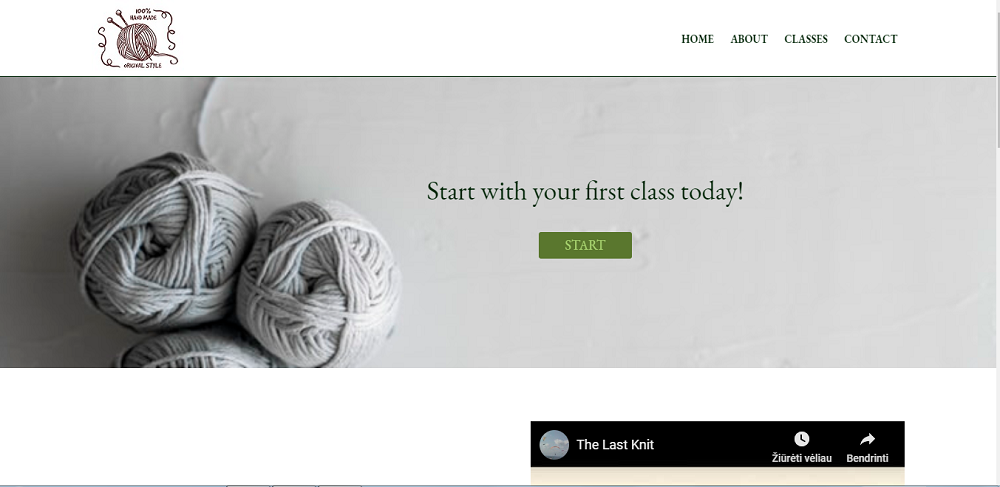 100%
HAND MADE
ORIGINAL STYLE
HOME ABOUT CLASSES CONTACT
Start with your first class today!
START
The Last Knit
Žiūrėti vėliau Bendrinti